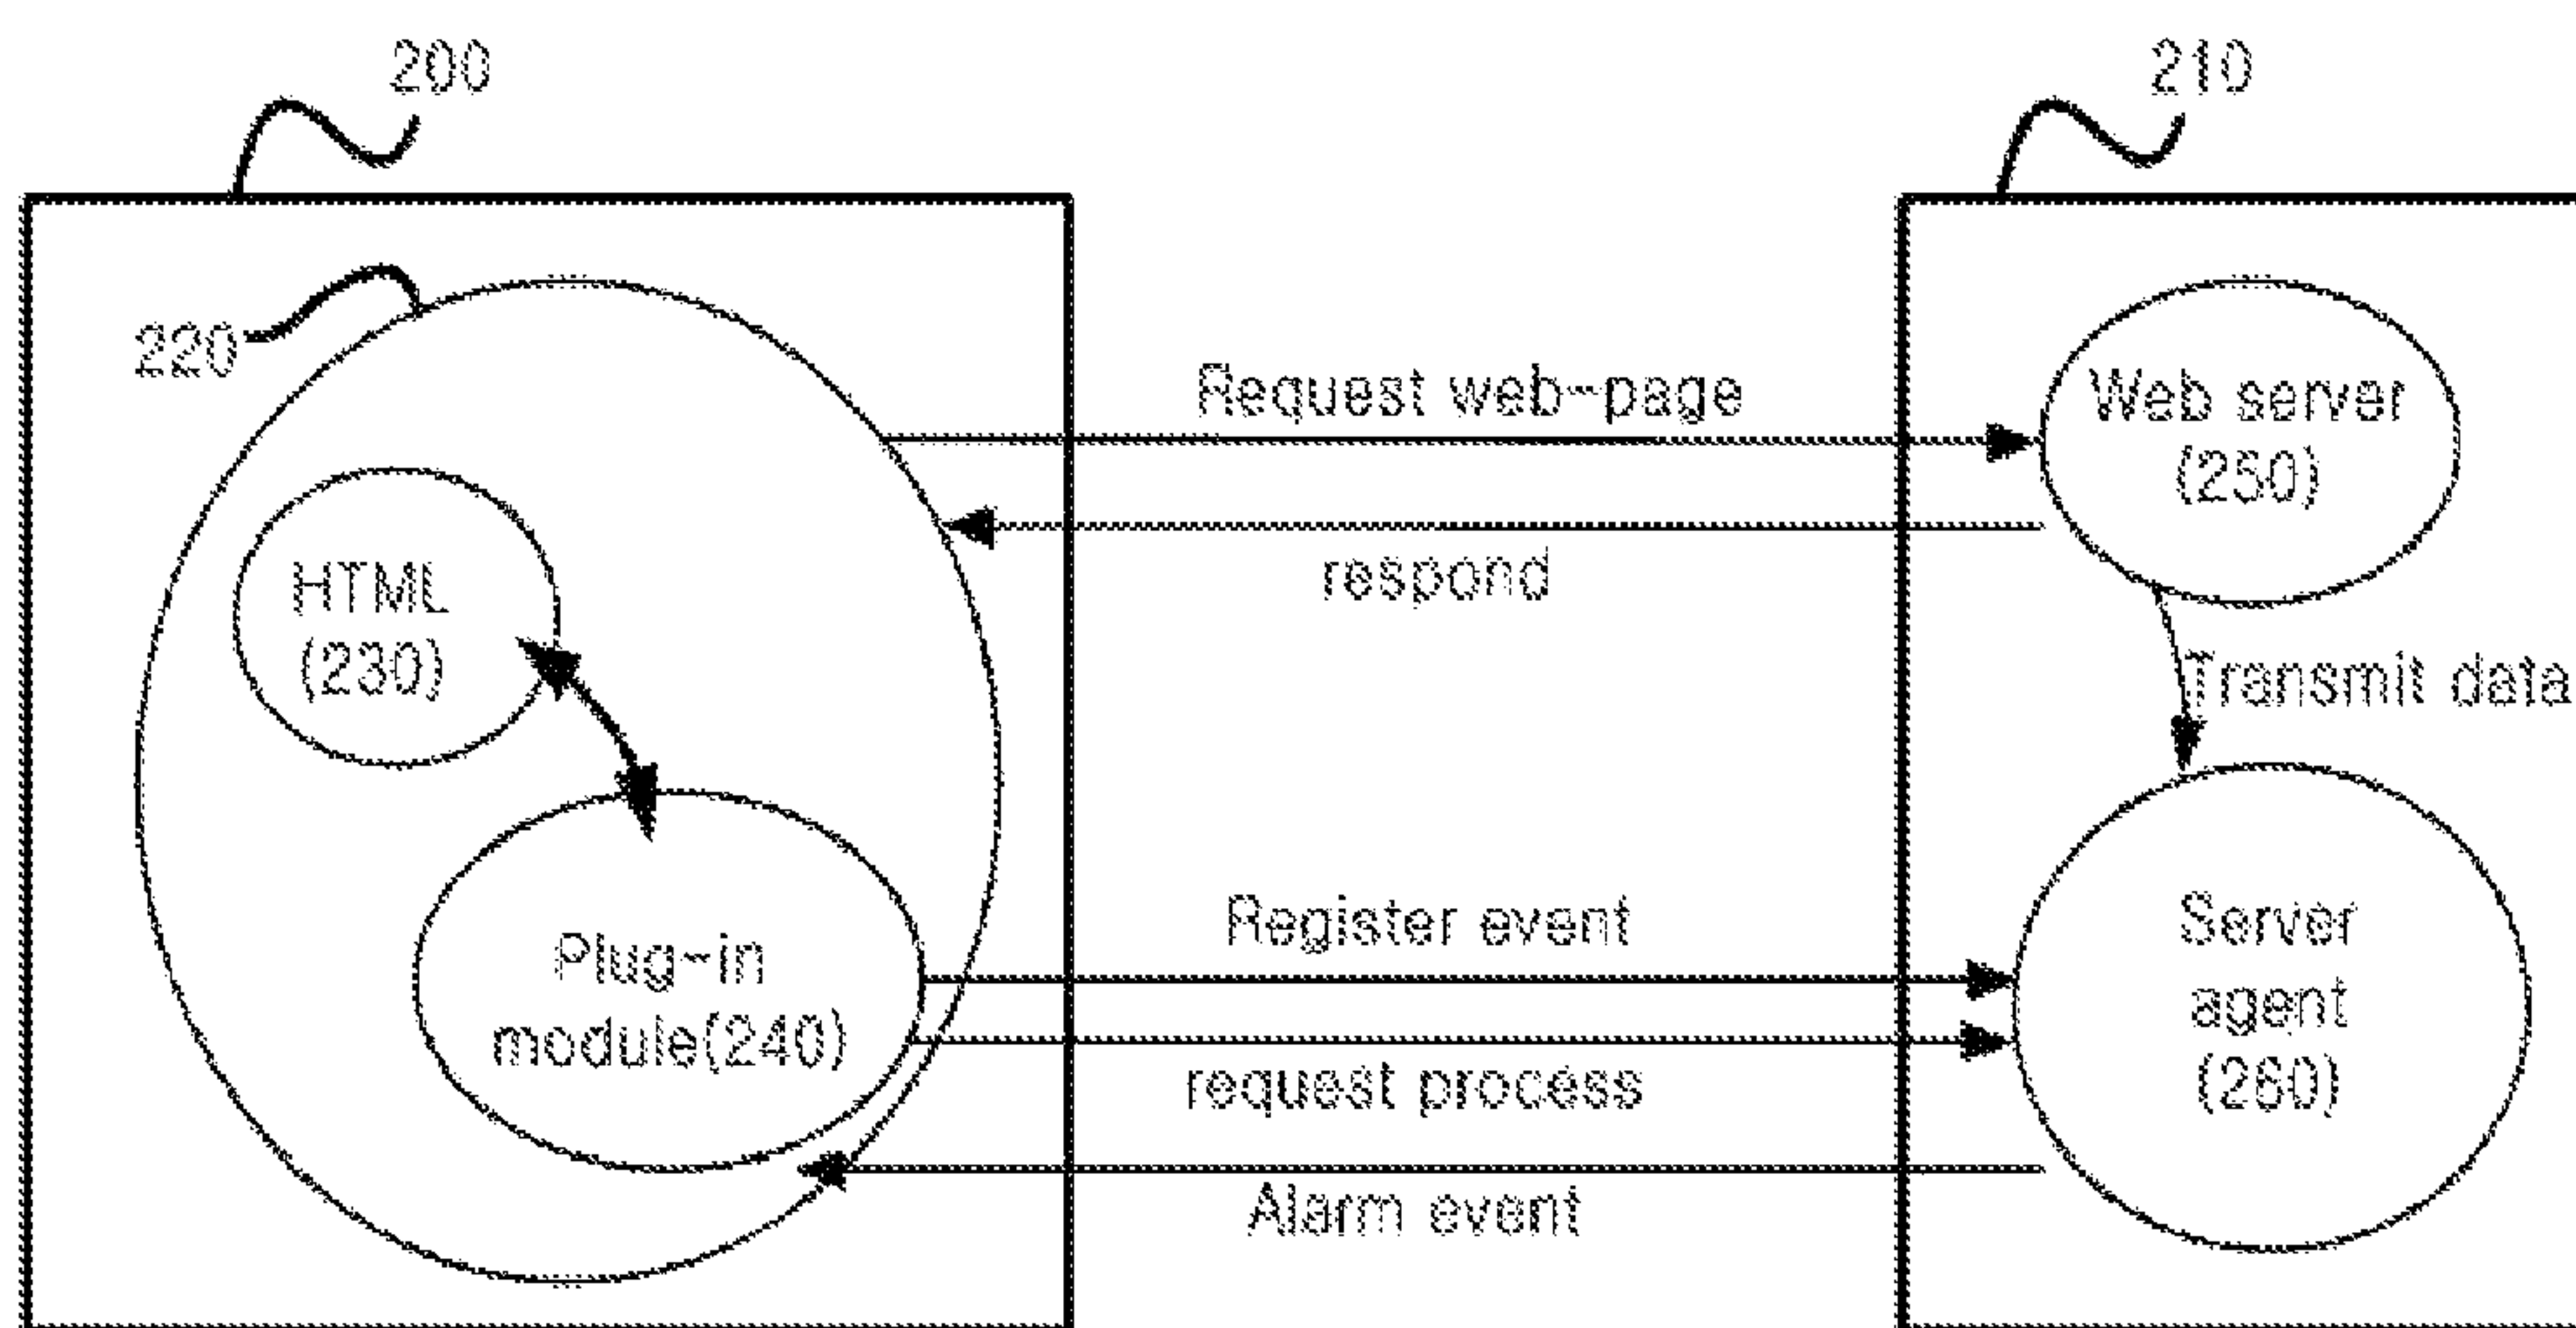 200
210
220
Request web-page
Web server
(250)
respond
HTML
(230)
Transmit data
Register event
Plug-in
module(240)
Server
agent
(260)
request process
Alarm event